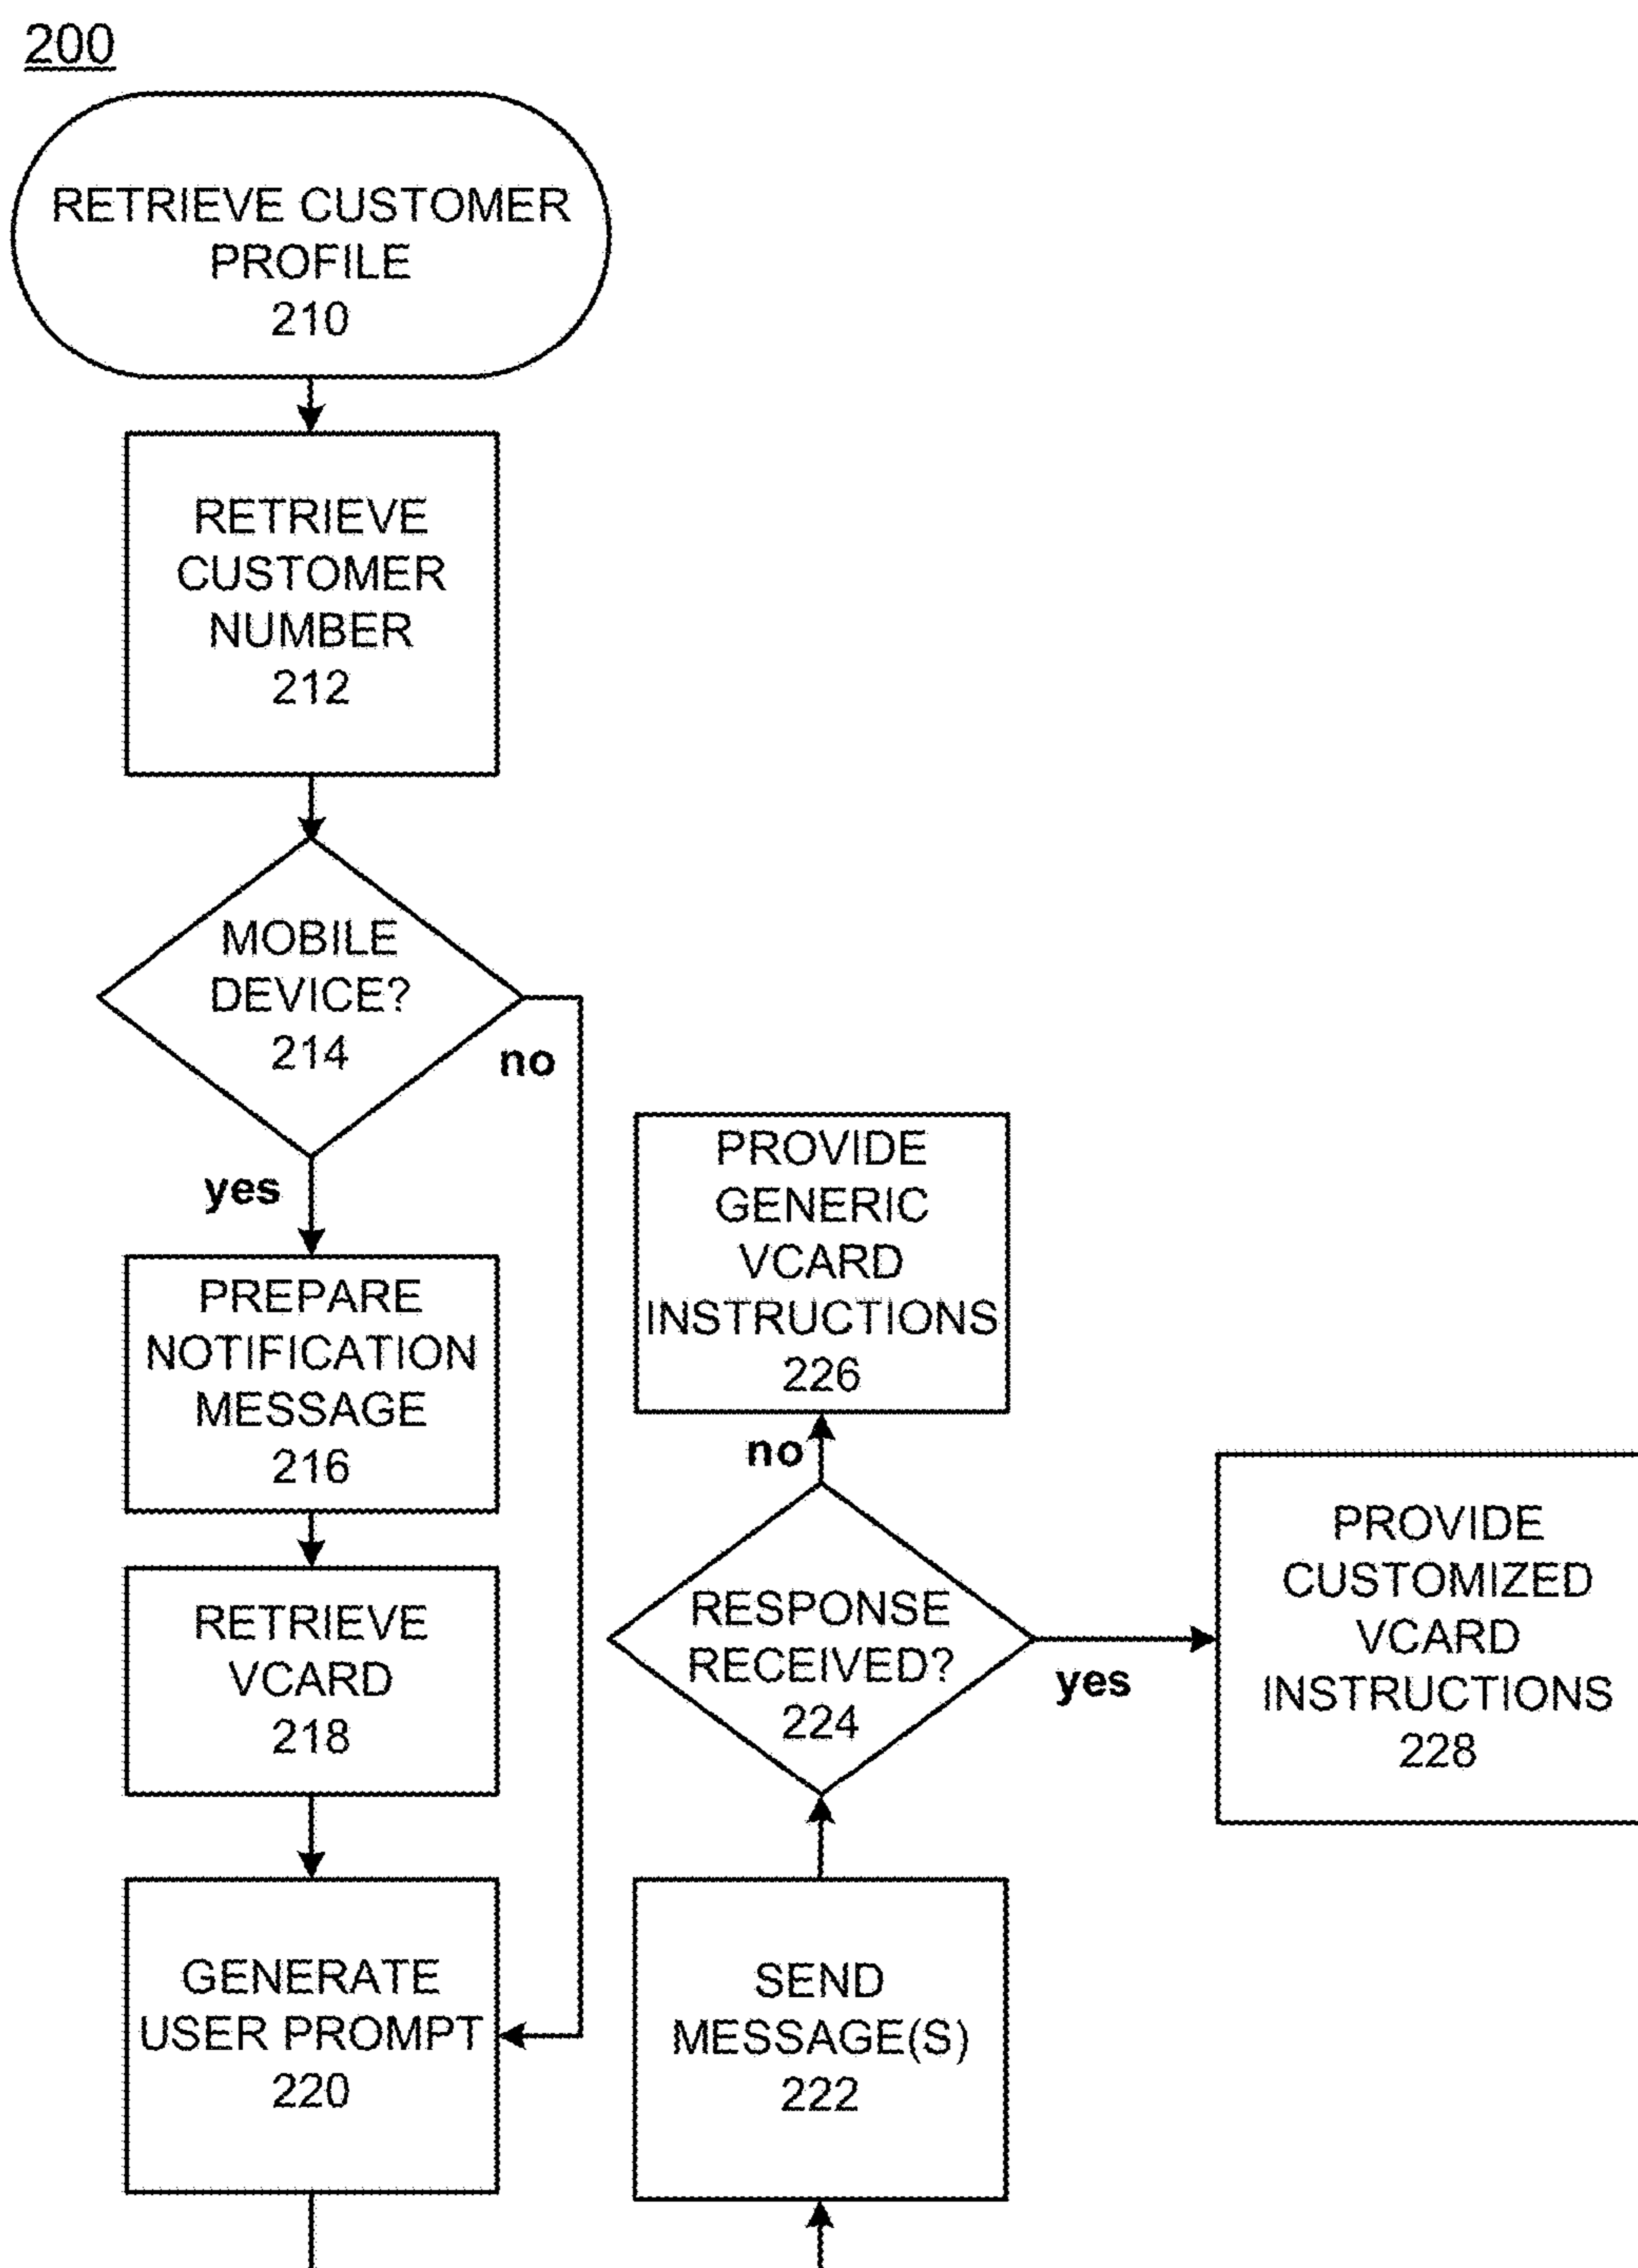 200
RETRIEVE CUSTOMER
PROFILE
210
RETRIEVE
CUSTOMER
NUMBER
212
MOBILE
DEVICE?
214
no
yes
PREPARE
NOTIFICATION
MESSAGE
216
RETRIEVE
VCARD
218
GENERATE
USER PROMPT
220
SEND
MESSAGE(S)
222
RESPONSE
RECEIVED?
224
no
yes
PROVIDE
GENERIC
VCARD
INSTRUCTIONS
226
PROVIDE
CUSTOMIZED
VCARD
INSTRUCTIONS
228